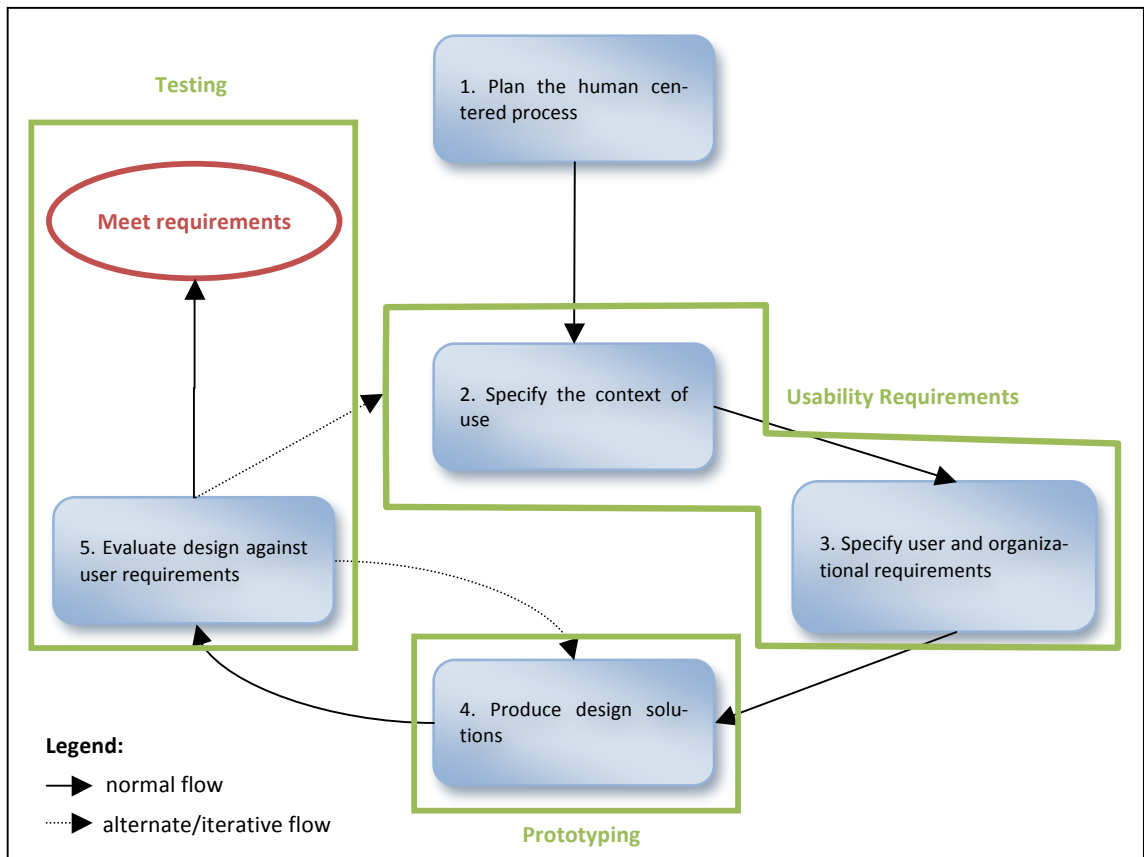 Testing
1. Plan the human cen-
tered process
Meet requirements
2. Specify the context of
use
Usability Requirements
3. Specify user and organiza-
tional requirements
5. Evaluate design against
user requirements
4. Produce design solu-
tions
Prototyping
Legend:
normal flow
alternate/iterative flow